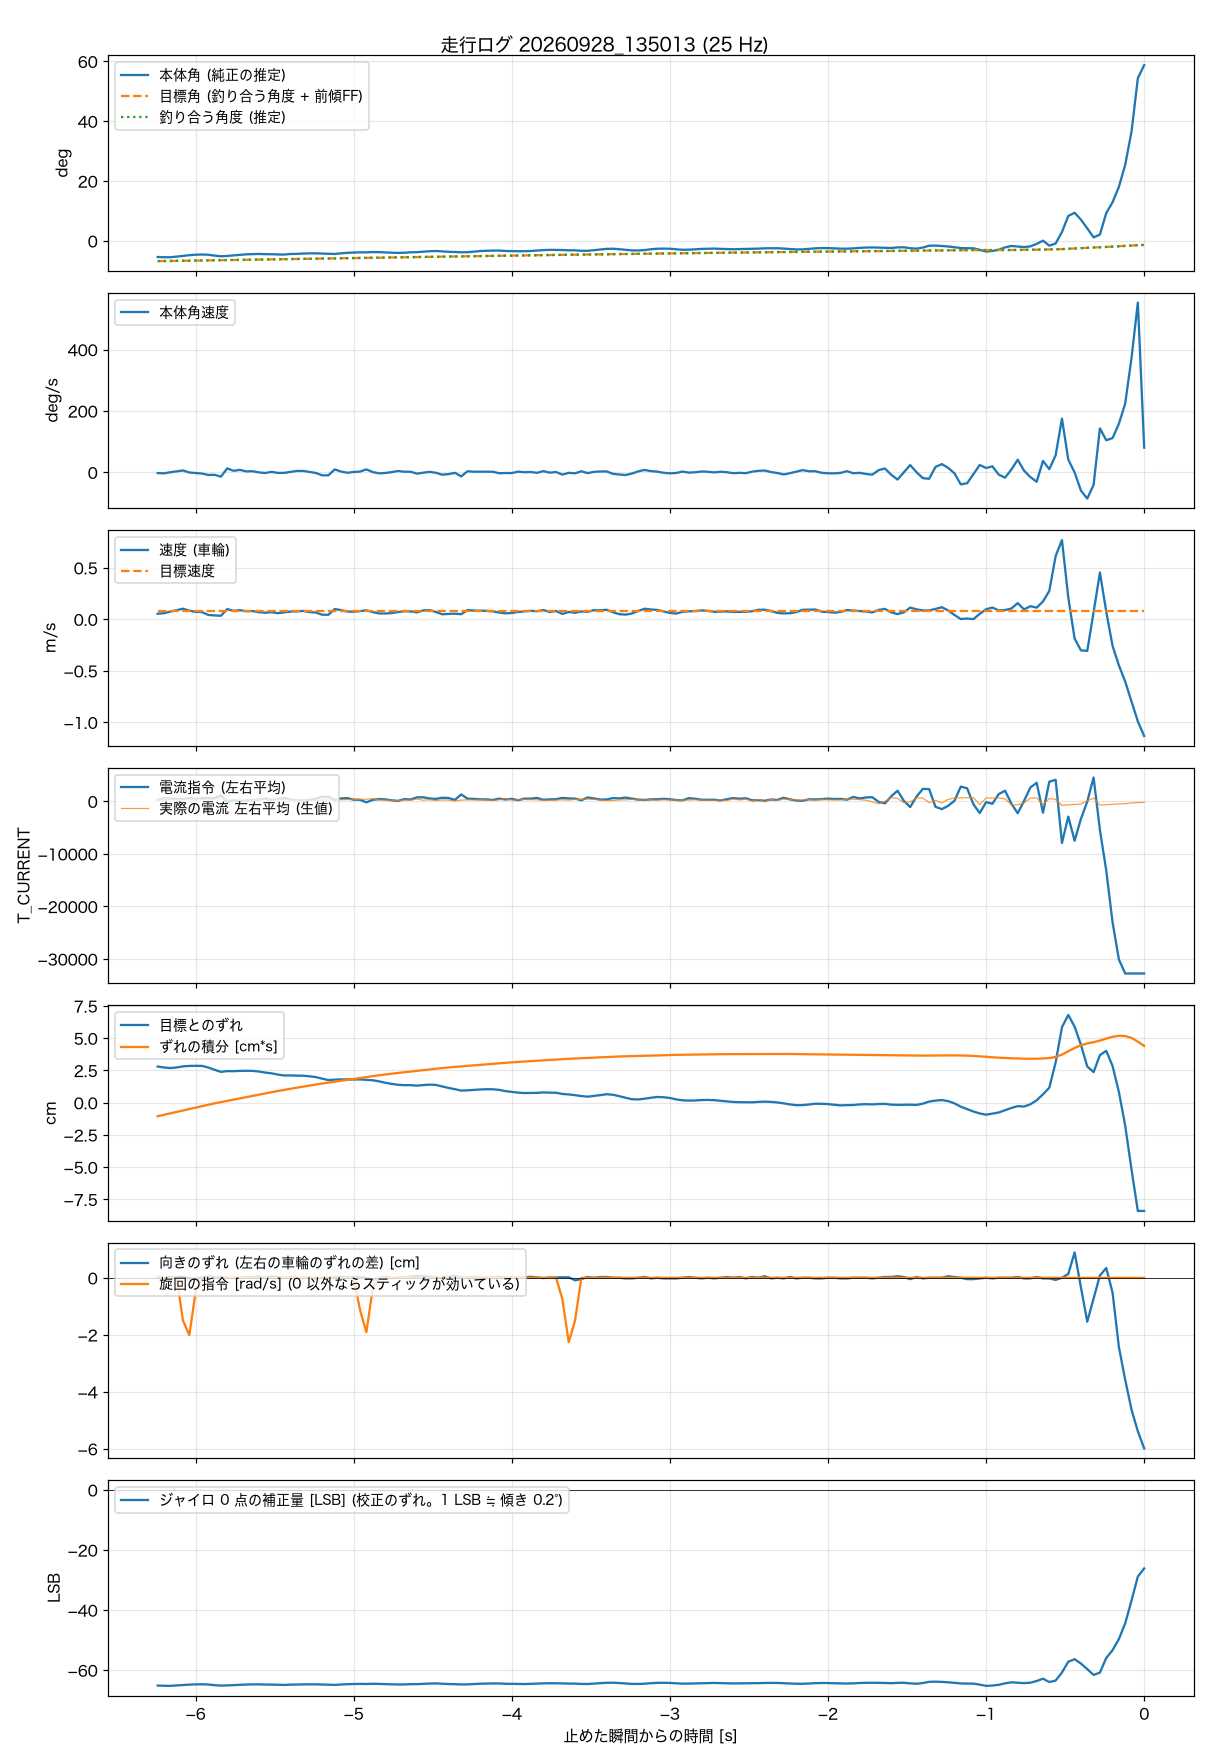 走行ログ 20260928_135013 (25 Hz)
60
40
20
0
deg
本体角 (純正の推定)
目標角 (釣り合う角度 + 前傾FF)
釣り合う角度 (推定)
400
200
0
deg/s
本体角速度
0.5
0.0
−0.5
−1.0
m/s
速度 (車輪)
目標速度
0
−10000
−20000
−30000
T_CURRENT
電流指令 (左右平均)
実際の電流 左右平均 (生値)
7.5
5.0
2.5
0.0
−2.5
−5.0
−7.5
cm
目標とのずれ
ずれの積分 [cm*s]
0
−2
−4
−6
向きのずれ (左右の車輪のずれの差) [cm]
旋回の指令 [rad/s] (0 以外ならスティックが効いている)
0
−20
−40
−60
LSB
ジャイロ 0 点の補正量 [LSB] (校正のずれ。1 LSB ≒ 傾き 0.2°)
−6 −5 −4 −3 −2 −1 0
止めた瞬間からの時間 [s]